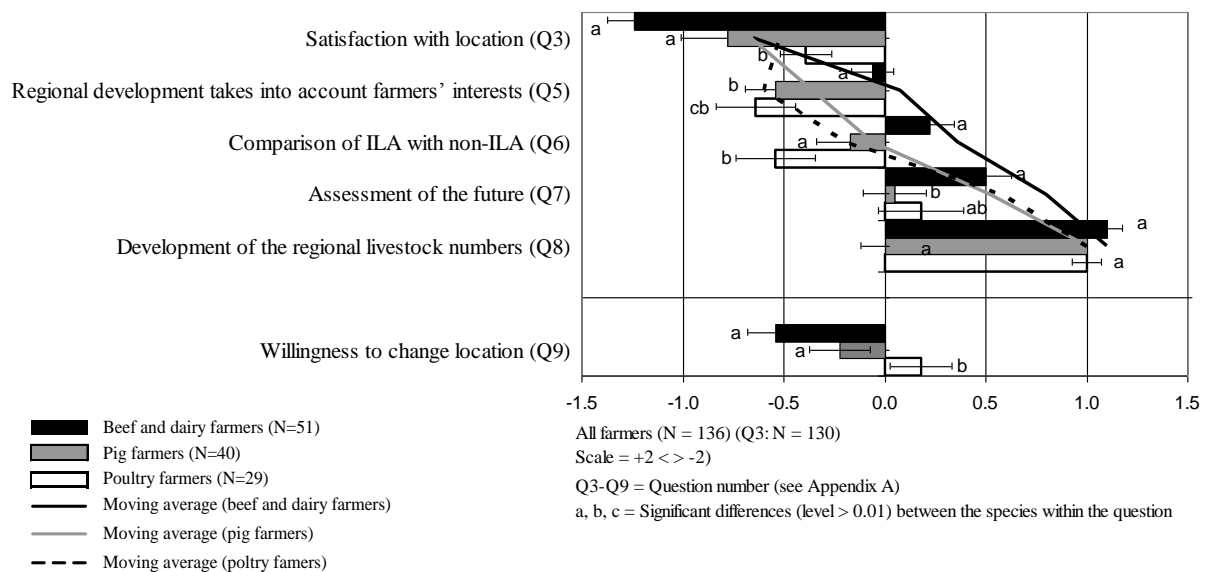 Satisfaction with location (Q3)
a
a
b
Regional development takes into account farmers' interests (Q5)
a
b
cb
Comparison of ILA with non-ILA (Q6)
a
a
b
Assessment of the future (Q7)
a
b
ab
Development of the regional livestock numbers (Q8)
a
a
a
Willingness to change location (Q9)
a
a
b
-1.5 -1.0 -0.5 0.0 0.5 1.0 1.5
Beef and dairy farmers (N=51)
Pig farmers (N=40)
Poultry farmers (N=29)
Moving average (beef and dairy farmers)
Moving average (pig farmers)
Moving average (poltry famers)
All farmers (N = 136) (Q3: N = 130)
Scale = +2 < > -2)
Q3-Q9 = Question number (see Appendix A)
a, b, c = Significant differences (level > 0.01) between the species within the question